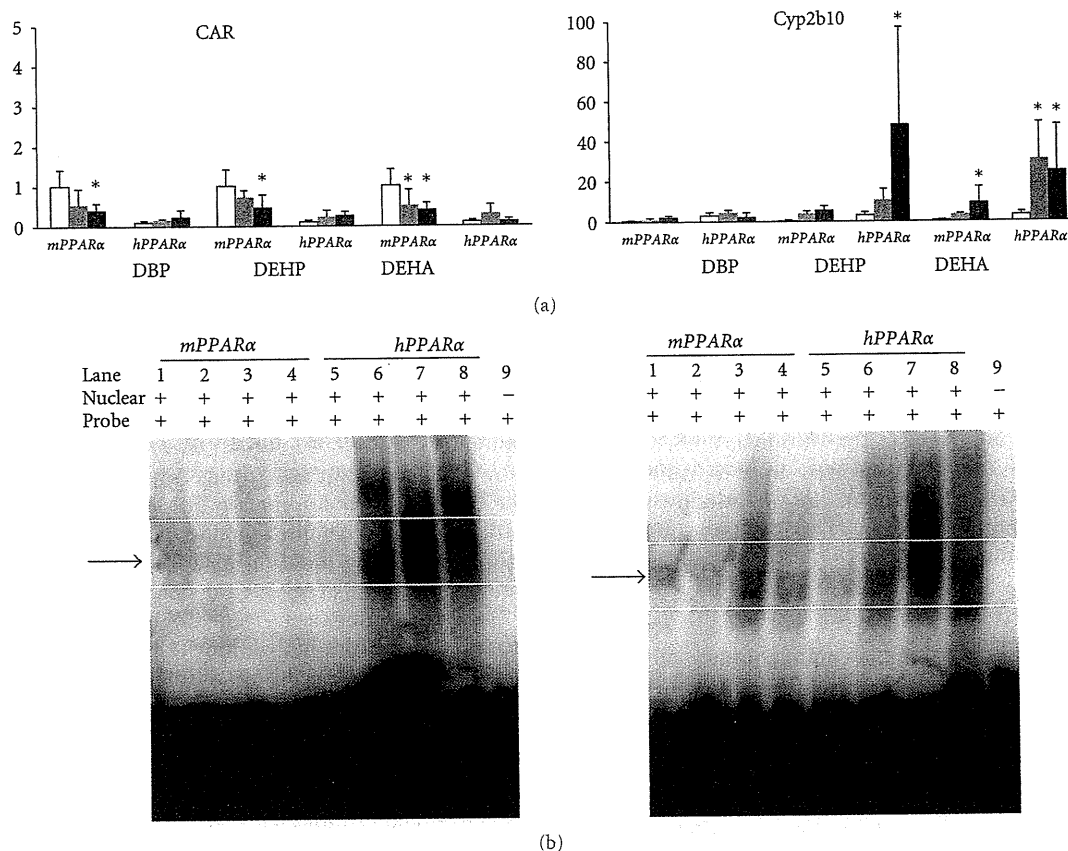 CAR
5
4
3
2
1
0
mPPARα hPPARα mPPARα hPPARα mPPARα hPPARα
DBP DEHP DEHA
* * * *
Cyp2b10
100
80
60
40
20
0
mPPARα hPPARα mPPARα hPPARα mPPARα hPPARα
DBP DEHP DEHA
* * * *
(a)
mPPARα hPPARα
Lane 1 2 3 4 5 6 7 8 9
Nuclear + + + + + + + + −
Probe + + + + + + + + +
mPPARα hPPARα
1 2 3 4 5 6 7 8 9
+ + + + + + + + −
+ + + + + + + + +
(b)